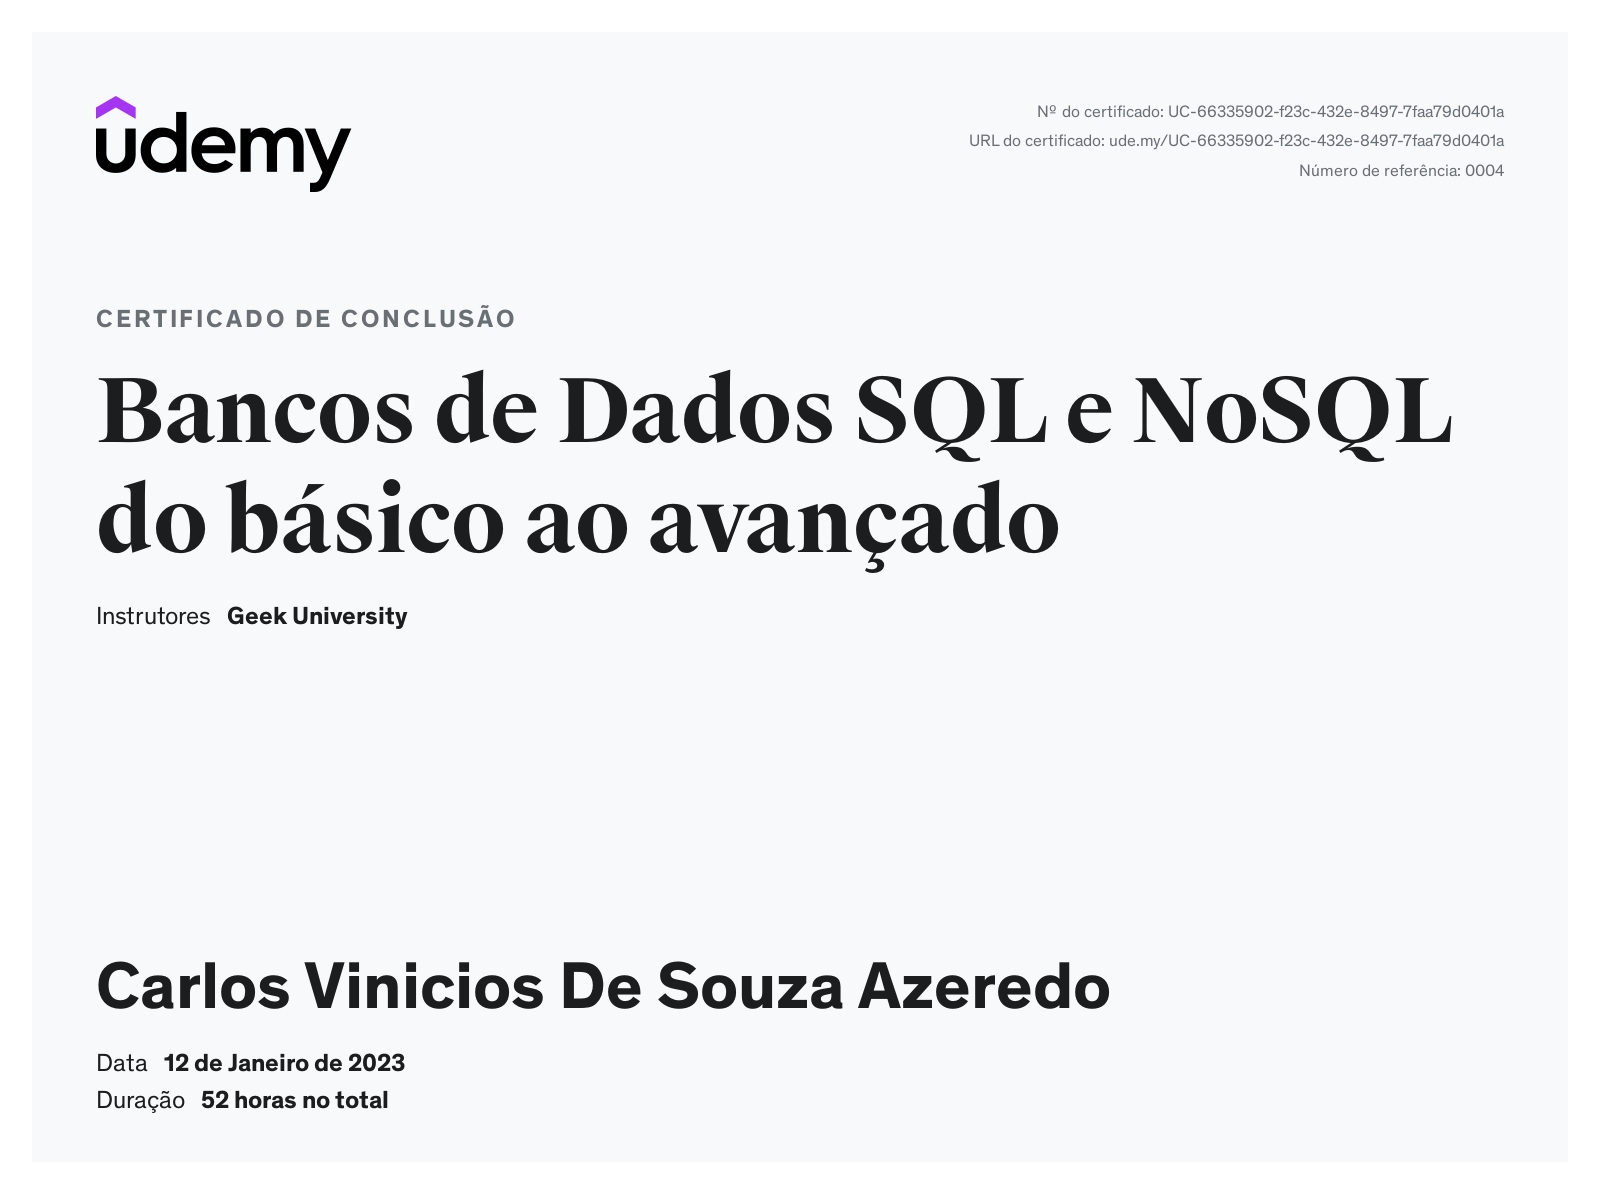 udemy
Nº do certificado: UC-66335902-f23c-432e-8497-7faa79d0401a
URL do certificado: ude.my/UC-66335902-f23c-432e-8497-7faa79d0401a
Número de referência: 0004
CERTIFICADO DE CONCLUSÃO
Bancos de Dados SQL e NoSQL
do básico ao avançado
Instrutores Geek University
Carlos Vinicios De Souza Azeredo
Data 12 de Janeiro de 2023
Duração 52 horas no total